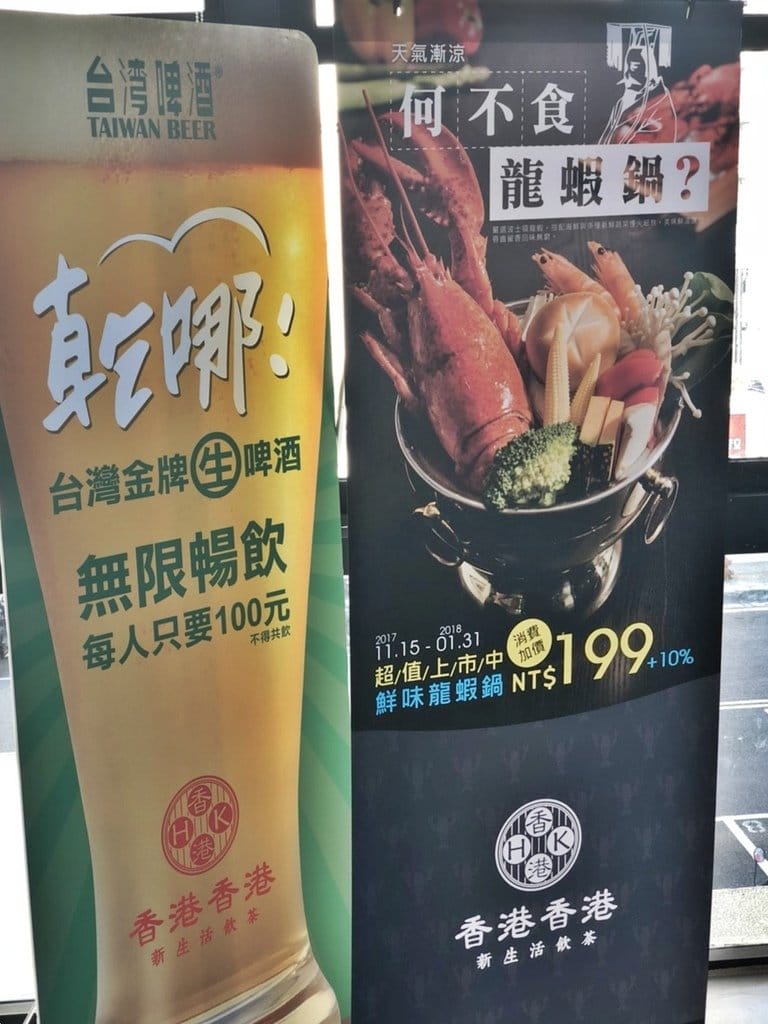 台湾啤酒®
TAIWAN BEER
乾哪!
台灣金牌生啤酒
無限暢飲
每人只要100元
不得共飲
香港
HK
香港香港
新生活飲茶
天氣漸涼
何不食
龍蝦鍋?
2017 2018
11.15 - 01.31
超/值/上/市/中
鮮味龍蝦鍋
消費
加價
NT$199+10%
香港
HK
香港香港
新生活飲茶